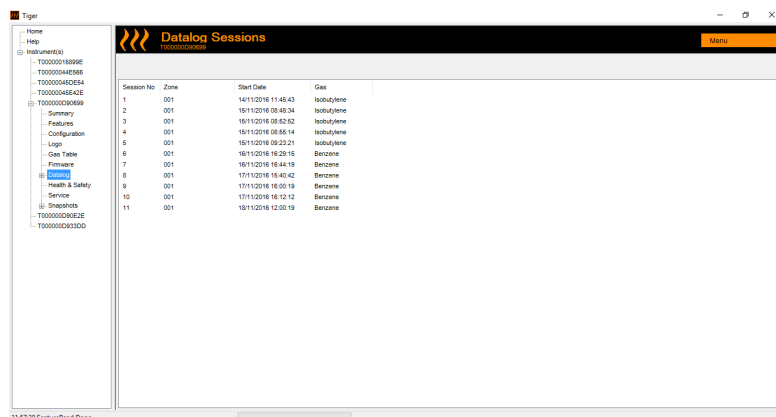 Tiger
Home
Help
Instrument(s)
T00000015899E
T00000044E566
T00000045DE54
T00000045E42E
T000000D90699
Summary
Features
Configuration
Logo
Gas Table
Firmware
Datalog
Health & Safety
Service
Snapshots
T000000D90E2E
T000000D933DD
Datalog Sessions
T000000D90699
Menu
Session No Zone Start Date Gas
1 001 14/11/2016 11:45:43 Isobutylene
2 001 15/11/2016 08:48:34 Isobutylene
3 001 15/11/2016 08:52:52 Isobutylene
4 001 15/11/2016 08:55:14 Isobutylene
5 001 15/11/2016 09:23:21 Isobutylene
6 001 16/11/2016 16:29:15 Benzene
7 001 16/11/2016 16:44:19 Benzene
8 001 17/11/2016 15:40:42 Benzene
9 001 17/11/2016 16:00:19 Benzene
10 001 17/11/2016 16:12:12 Benzene
11 001 18/11/2016 12:00:19 Benzene